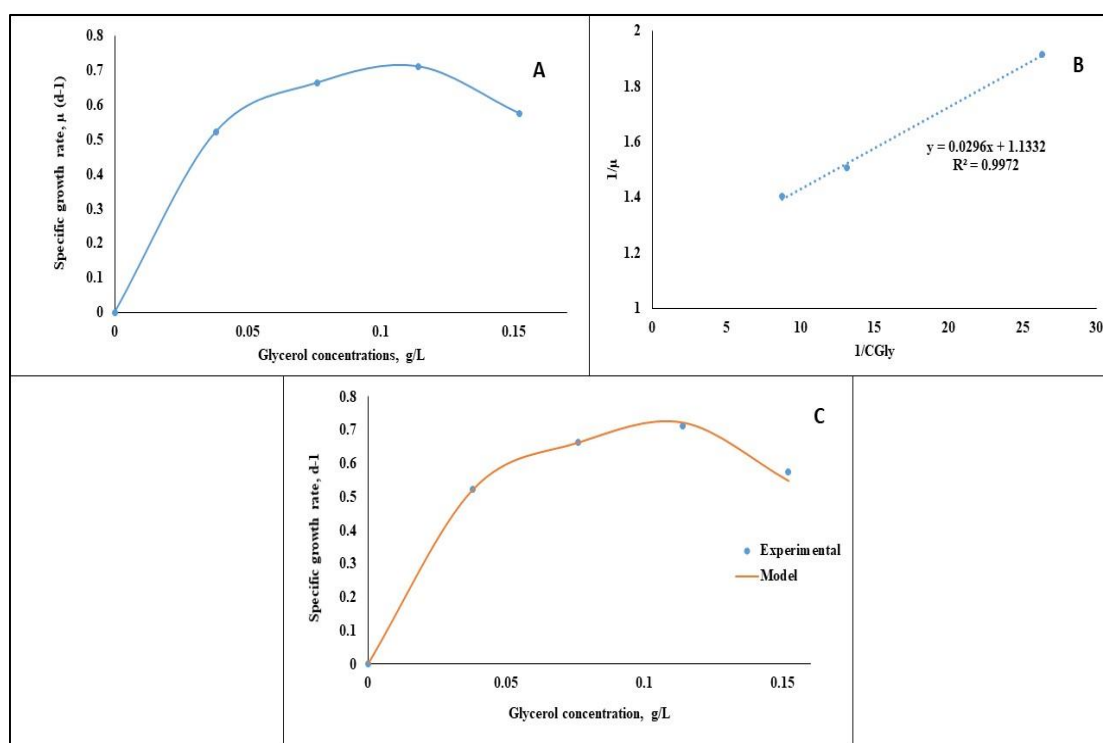 A
Specific growth rate, μ (d-1)
0.8
0.7
0.6
0.5
0.4
0.3
0.2
0.1
0
0 0.05 0.1 0.15
Glycerol concentrations, g/L
B
1/μ
2
1.8
1.6
1.4
1.2
1
y = 0.0296x + 1.1332
R² = 0.9972
0 5 10 15 20 25 30
1/CGly
C
Specific growth rate, d-1
0.8
0.7
0.6
0.5
0.4
0.3
0.2
0.1
0
Experimental
Model
0 0.05 0.1 0.15
Glycerol concentration, g/L